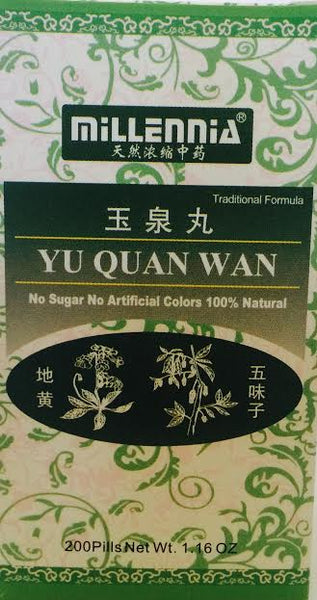 MiLLENNiA®
天然浓缩中药
Traditional Formula
玉泉丸
YU QUAN WAN
No Sugar No Artificial Colors 100% Natural
地黄
五味子
200Pills Net Wt. 1.16 OZ